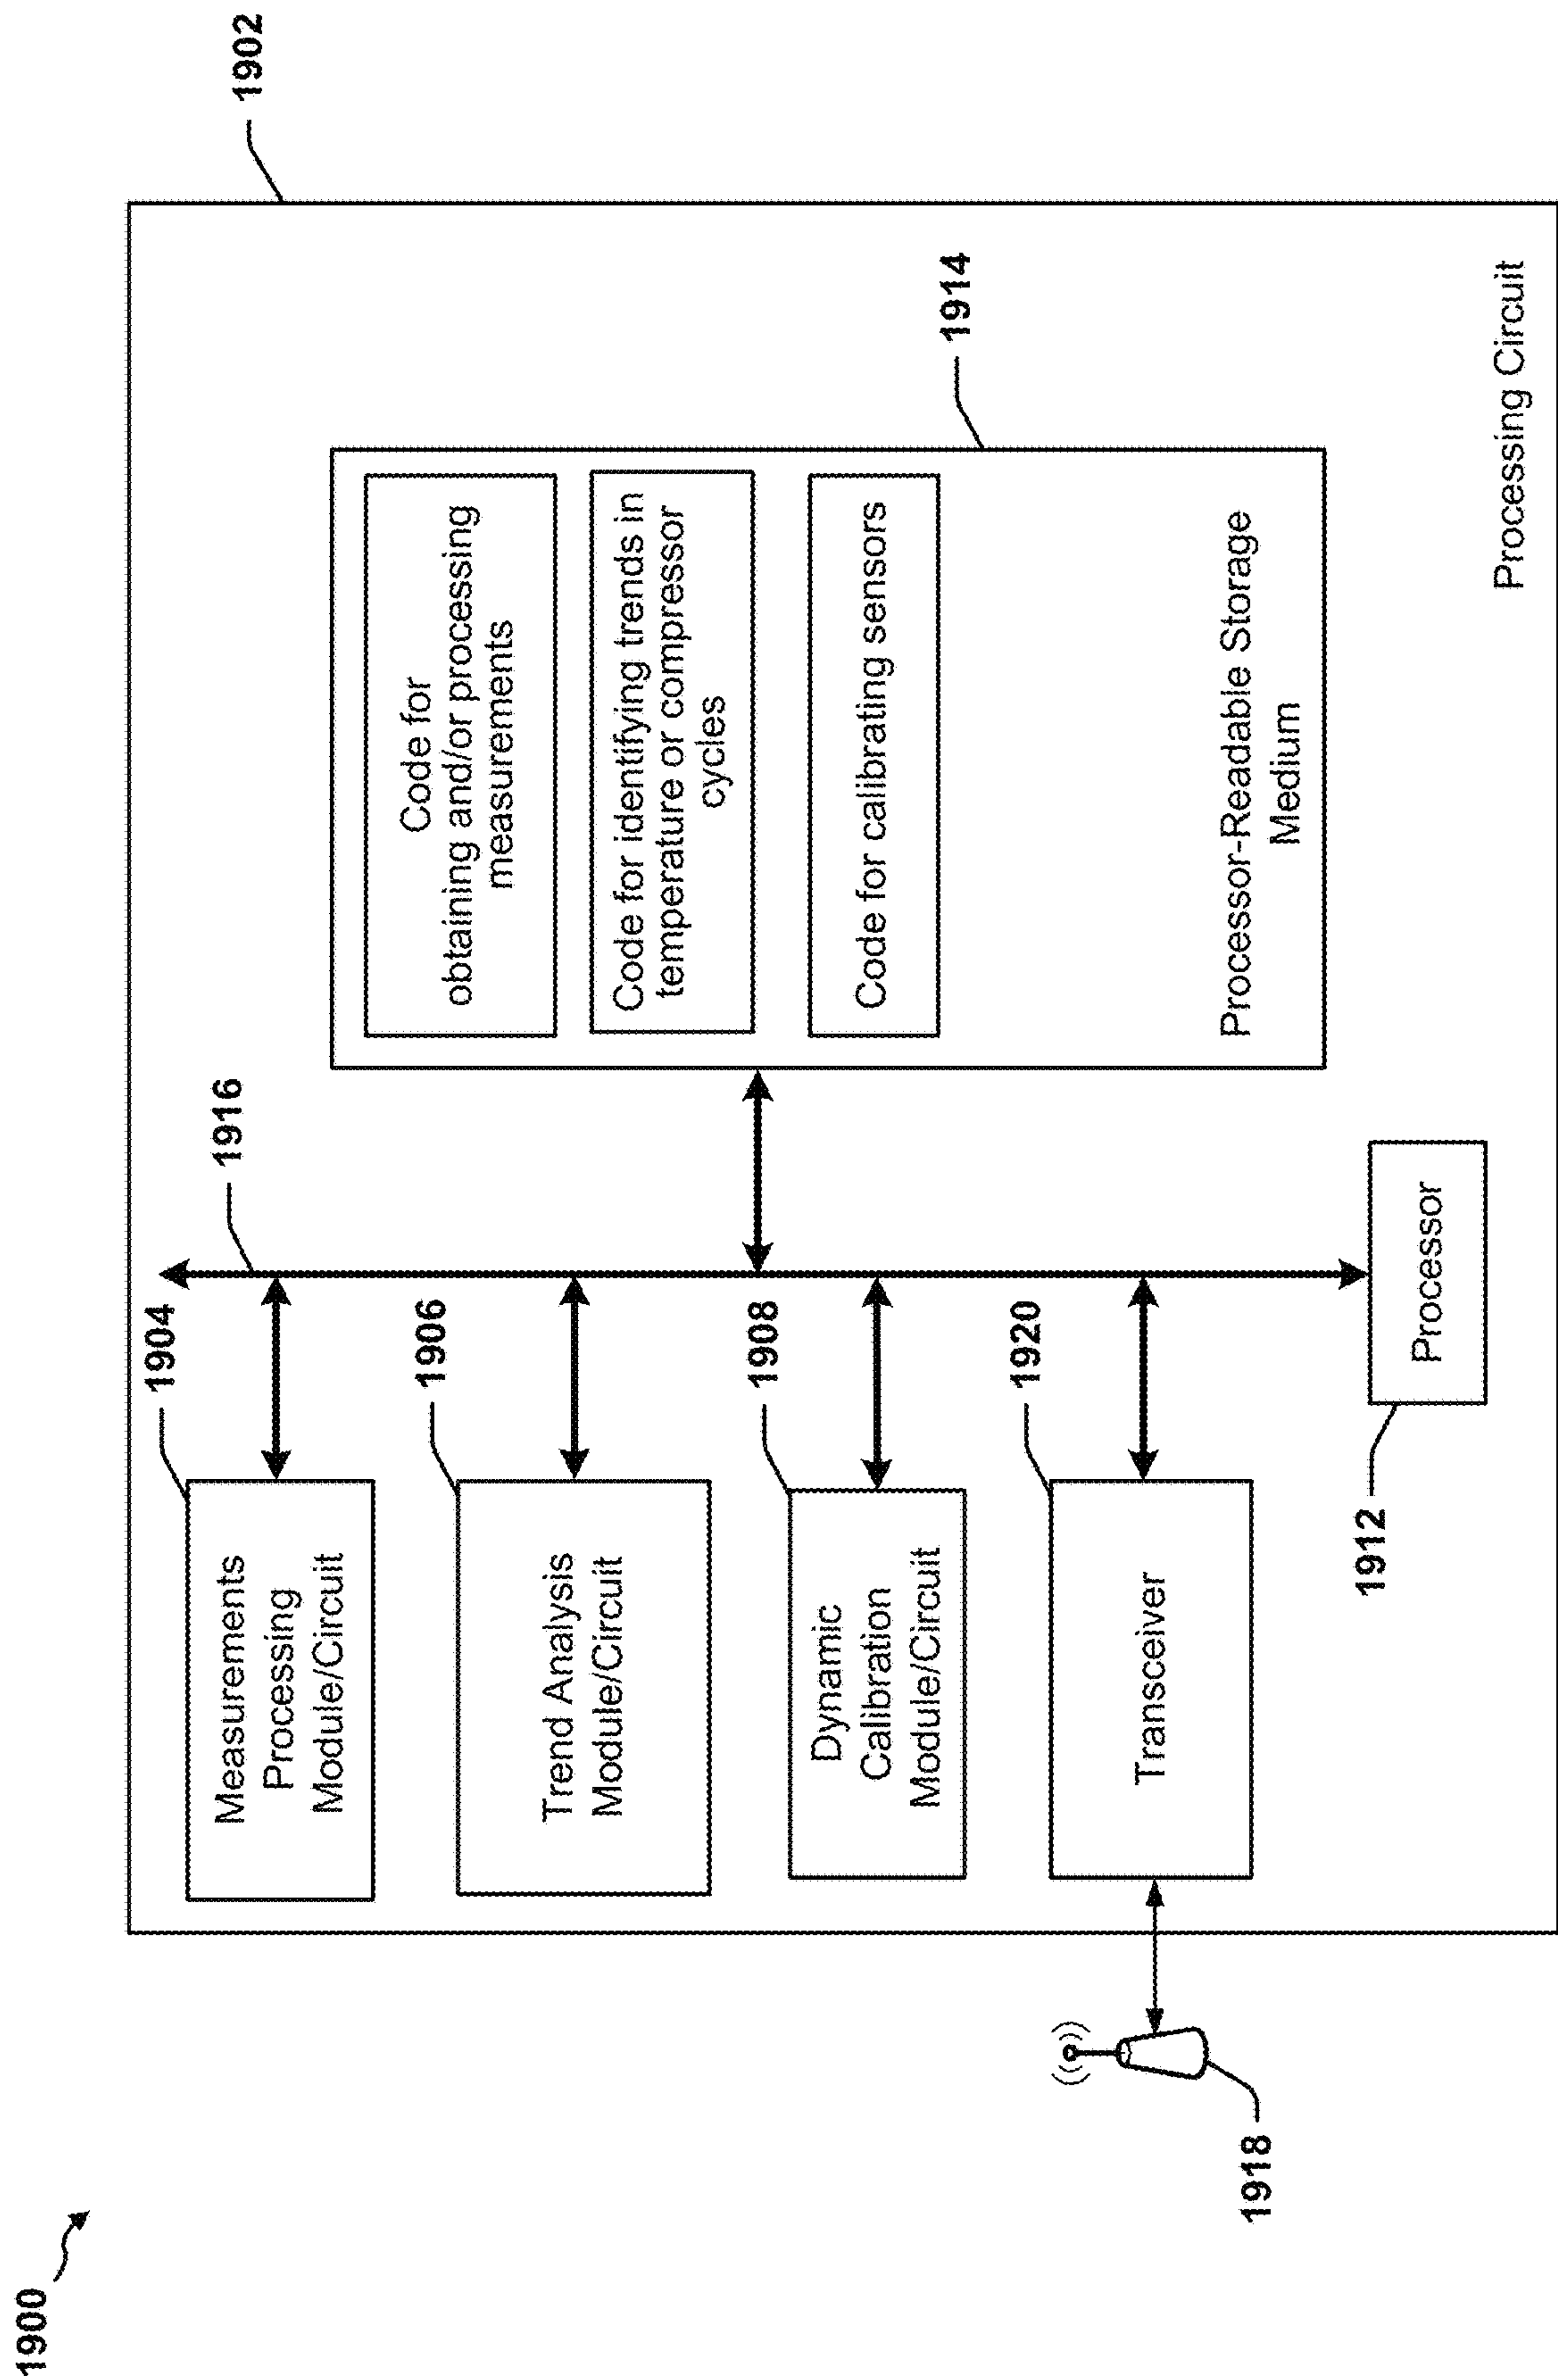 1900
1902
1904
Measurements
Processing
Module/Circuit
1906
Trend Analysis
Module/Circuit
1908
Dynamic
Calibration
Module/Circuit
1920
Transceiver
1918
1916
1912
Processor
1914
Code for
obtaining and/or processing
measurements
Code for identifying trends in
temperature or compressor
cycles
Code for calibrating sensors
Processor-Readable Storage
Medium
Processing Circuit